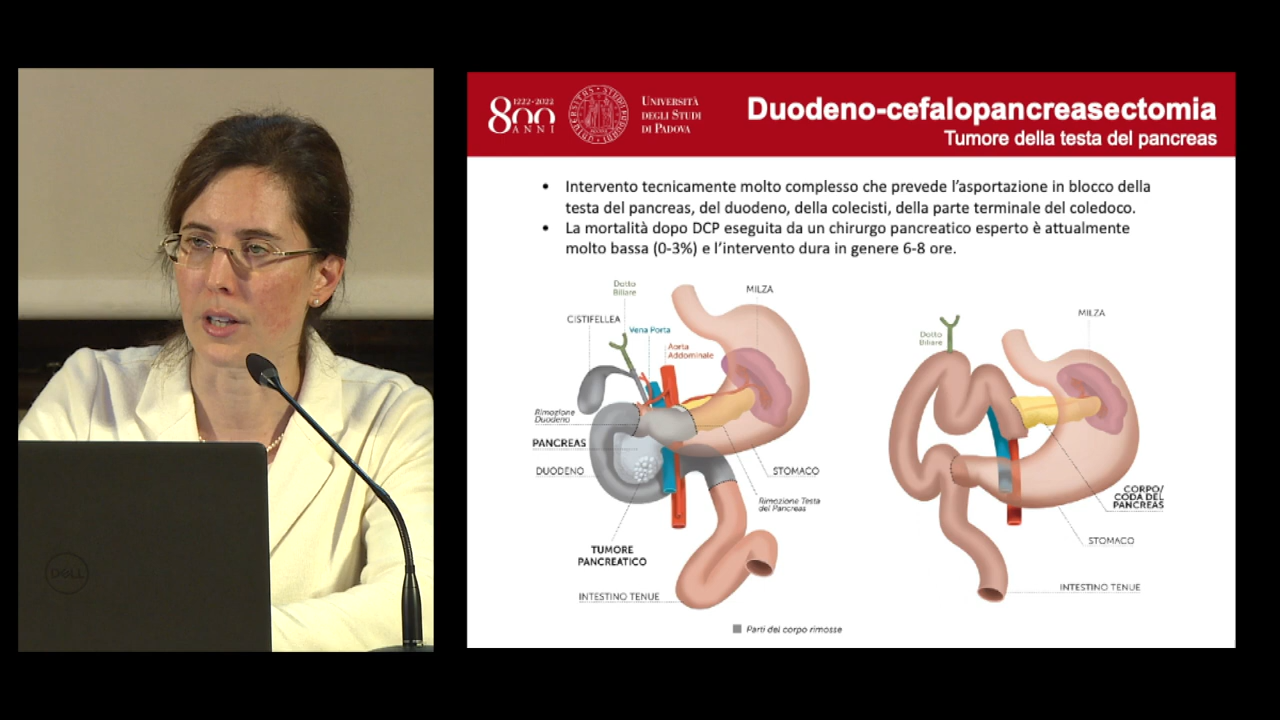 1222-2022
800
ANNI
UNIVERSITÀ
DEGLI STUDI
DI PADOVA
Duodeno-cefalopancreasectomia
Tumore della testa del pancreas
• Intervento tecnicamente molto complesso che prevede l'asportazione in blocco della
testa del pancreas, del duodeno, della colecisti, della parte terminale del coledoco.
• La mortalità dopo DCP eseguita da un chirurgo pancreatico esperto è attualmente
molto bassa (0-3%) e l'intervento dura in genere 6-8 ore.
Dotto
Biliare
MILZA
CISTIFELLEA
Vena Porta
Aorta
Addominale
Rimozione
Duodeno
PANCREAS
DUODENO
STOMACO
Rimozione Testa
del Pancreas
TUMORE
PANCREATICO
INTESTINO TENUE
MILZA
Dotto
Biliare
CORPO/
CODA DEL
PANCREAS
STOMACO
INTESTINO TENUE
Parti del corpo rimosse
DELL